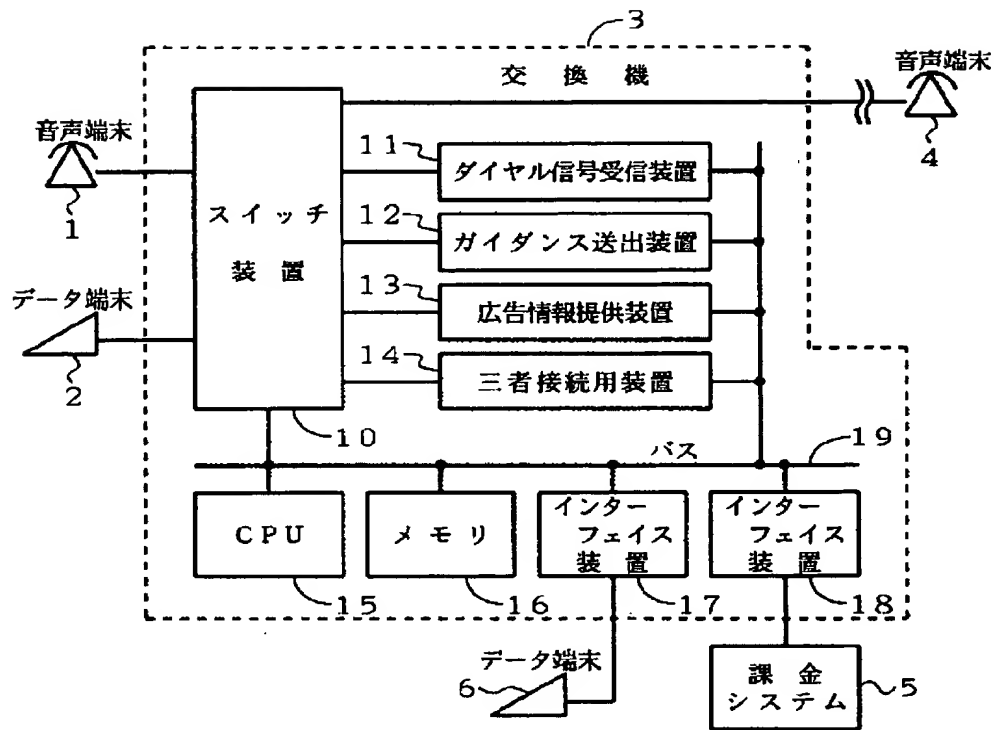 3
交換機
音声端末
4
音声端末
1
スイッチ
装置
10
11
ダイヤル信号受信装置
12
ガイダンス送出装置
13
広告情報提供装置
14
三者接続用装置
データ端末
2
バス
19
CPU
15
メモリ
16
インター
フェイス
装置
17
インター
フェイス
装置
18
データ端末
6
課金
システム
5